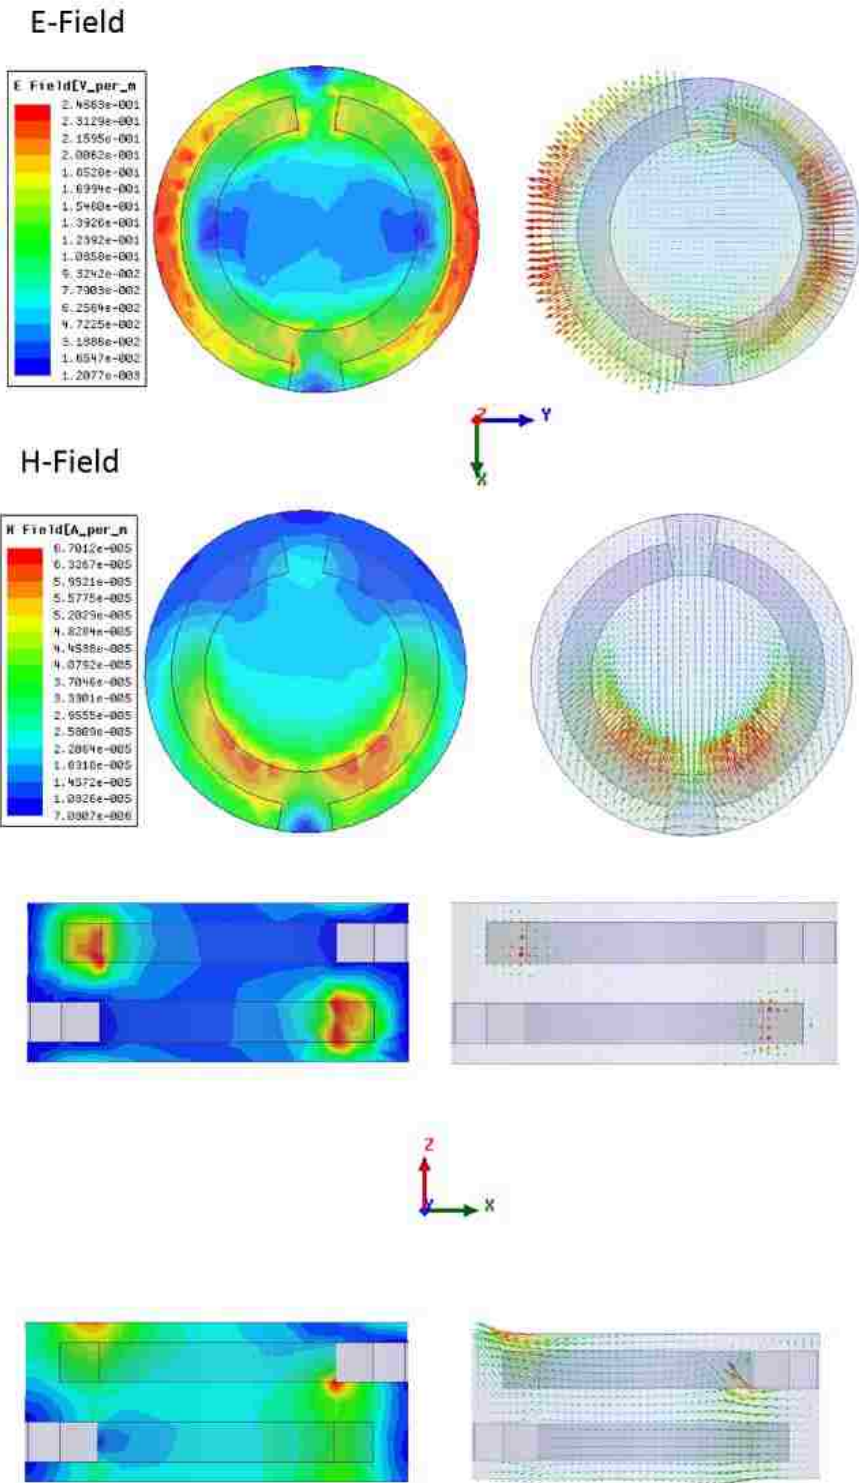 E-Field
E Field[V_per_m
2.4663e-001
2.3129e-001
2.1595e-001
2.0062e-001
1.8528e-001
1.6994e-001
1.5460e-001
1.3926e-001
1.2392e-001
1.0858e-001
9.3242e-002
7.7903e-002
6.2564e-002
4.7225e-002
3.1886e-002
1.6547e-002
1.2077e-003
Z
Y
X
H-Field
H Field[A_per_m
6.7012e-005
6.3267e-005
5.9521e-005
5.5775e-005
5.2029e-005
4.8284e-005
4.4538e-005
4.0792e-005
3.7046e-005
3.3301e-005
2.9555e-005
2.5809e-005
2.2064e-005
1.8318e-005
1.4572e-005
1.0826e-005
7.0807e-006
Z
Y
X